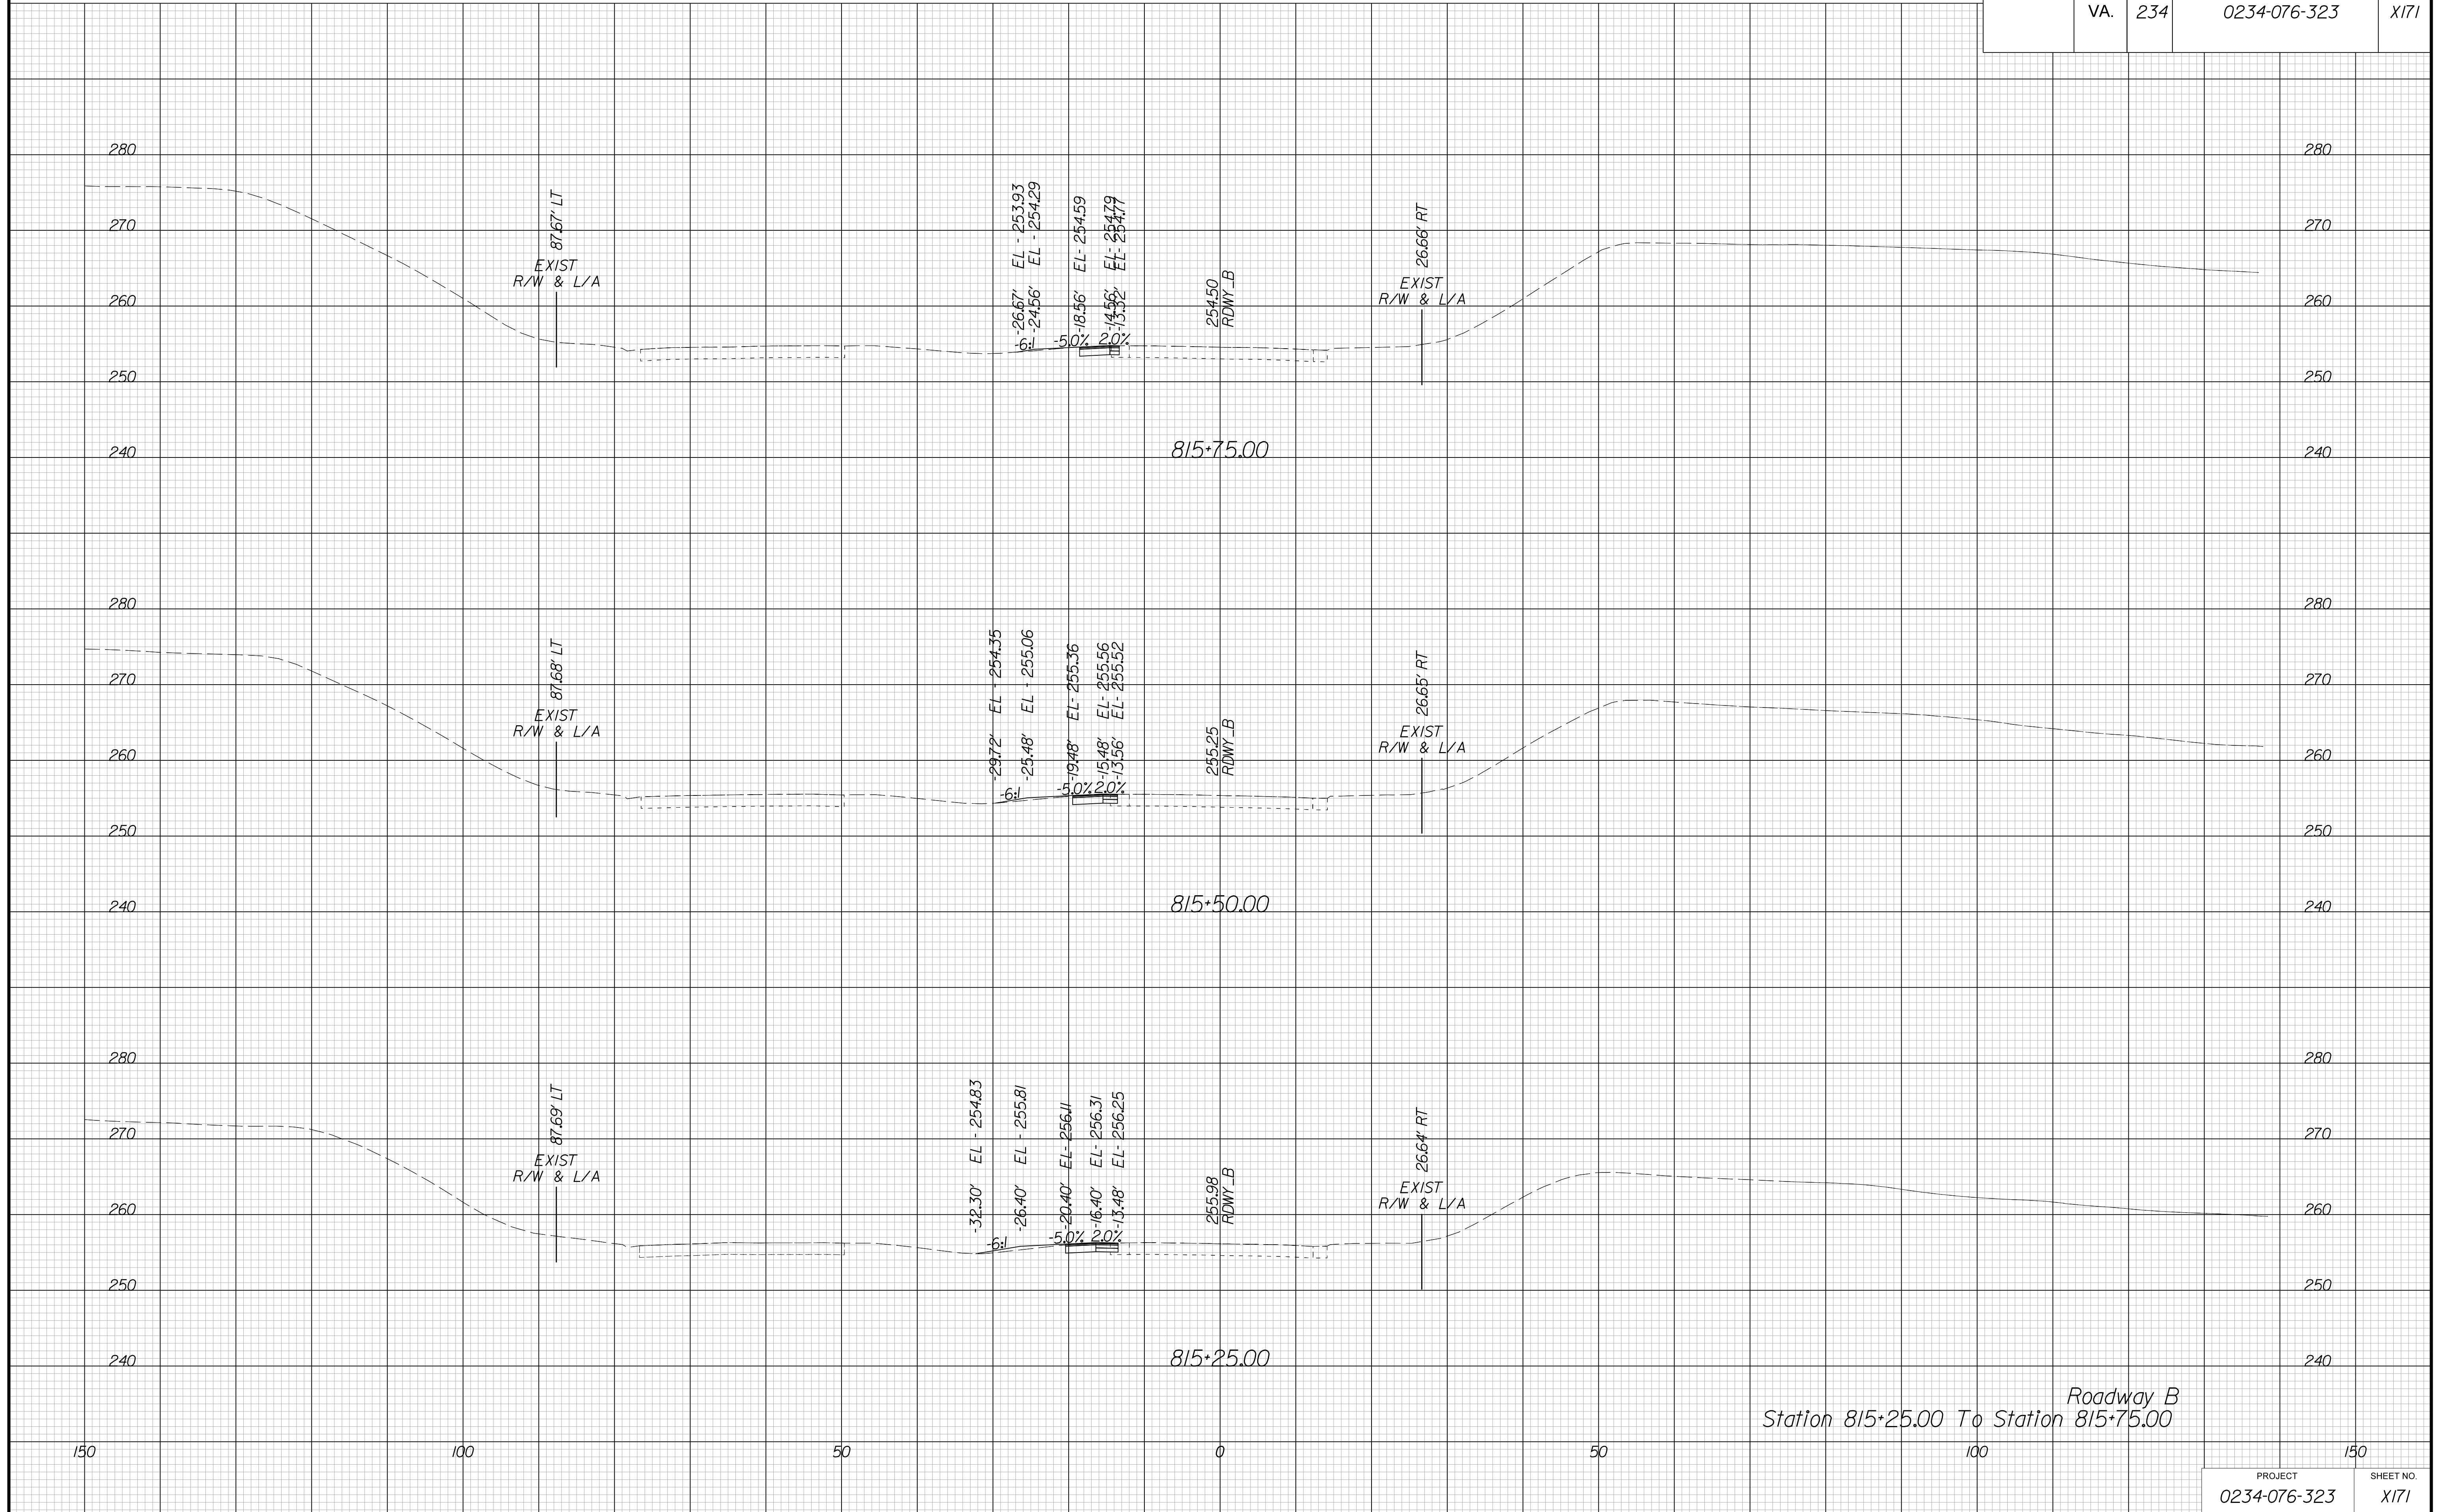 VA. 234 0234-076-323 X171
280 280
270 270
260 260
250 250
240 240
87.67' LT
EXIST
R/W & L/A
-26.67' EL - 253.93
-24.56' EL - 254.29
-18.56' EL- 254.59
-14.56' EL- 254.79
-13.32' EL- 254.77
-6:1 -5.0% 2.0%
254.50
RDWY_B
26.66' RT
EXIST
R/W & L/A
815+75.00
280 280
270 270
260 260
250 250
240 240
87.68' LT
EXIST
R/W & L/A
-29.72' EL - 254.35
-25.48' EL - 255.06
-19.48' EL- 255.36
-15.48' EL- 255.56
-13.56' EL- 255.52
-6:1 -5.0% 2.0%
255.25
RDWY_B
26.65' RT
EXIST
R/W & L/A
815+50.00
280 280
270 270
260 260
250 250
240 240
87.69' LT
EXIST
R/W & L/A
-32.30' EL - 254.83
-26.40' EL - 255.81
-20.40' EL- 256.11
-16.40' EL- 256.31
-13.48' EL- 256.25
-6:1 -5.0% 2.0%
255.98
RDWY_B
26.64' RT
EXIST
R/W & L/A
815+25.00
Roadway B
Station 815+25.00 To Station 815+75.00
150 100 50 0 50 100 150
PROJECT SHEET NO.
0234-076-323 X171